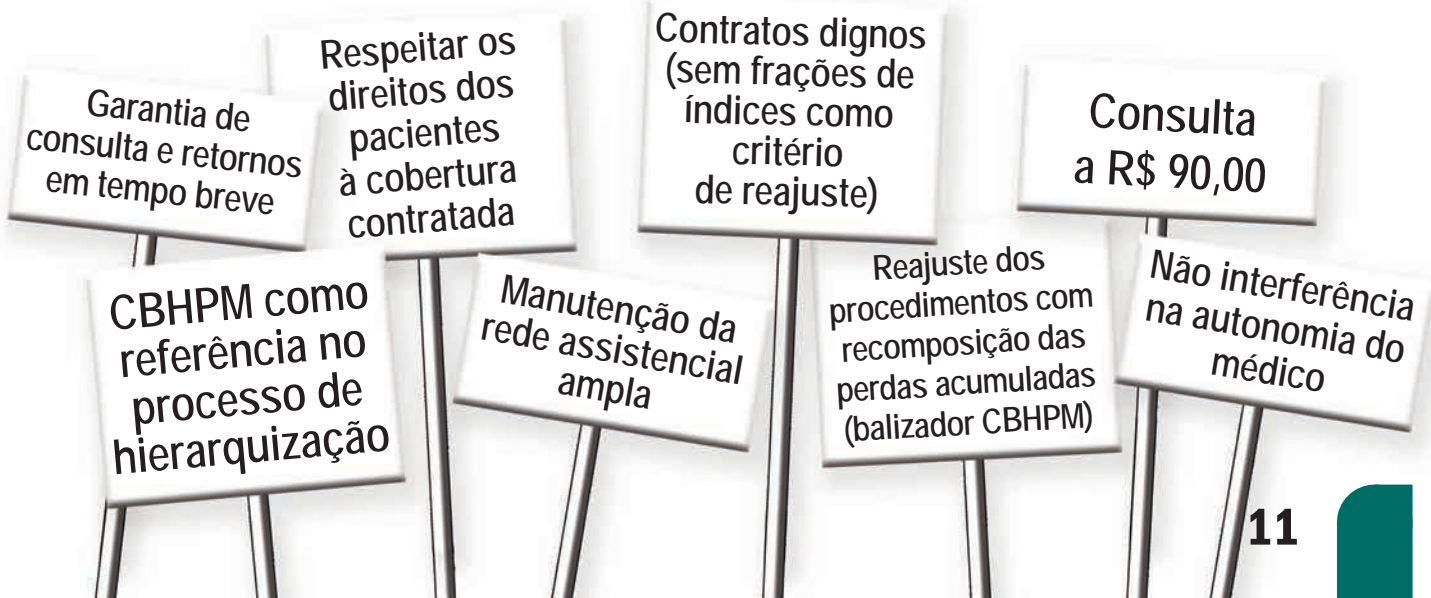 Garantia de
consulta e retornos
em tempo breve
Respeitar os
direitos dos
pacientes
à cobertura
contratada
Contratos dignos
(sem frações de
índices como
critério
de reajuste)
Consulta
a R$ 90,00
CBHPM como
referência no
processo de
hierarquização
Manutenção da
rede assistencial
ampla
Reajuste dos
procedimentos com
recomposição das
perdas acumuladas
(balizador CBHPM)
Não interferência
na autonomia do
médico
11